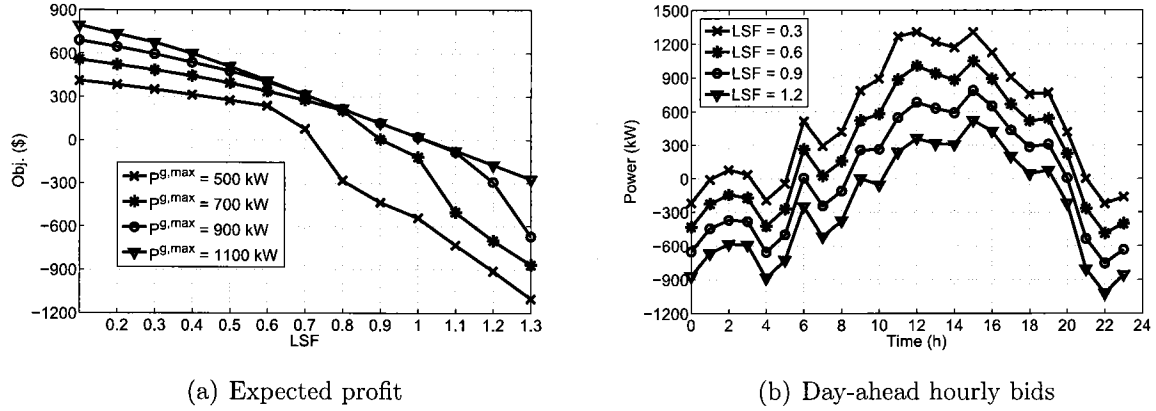 900
600
300
0
−300
−600
−900
−1200
Obj. ($)
P^g,max = 500 kW
P^g,max = 700 kW
P^g,max = 900 kW
P^g,max = 1100 kW
0.2 0.3 0.4 0.5 0.6 0.7 0.8 0.9 1.0 1.1 1.2 1.3
LSF
(a) Expected profit
1500
1200
900
600
300
0
−300
−600
−900
−1200
Power (kW)
LSF = 0.3
LSF = 0.6
LSF = 0.9
LSF = 1.2
0 2 4 6 8 10 12 14 16 18 20 22 24
Time (h)
(b) Day-ahead hourly bids